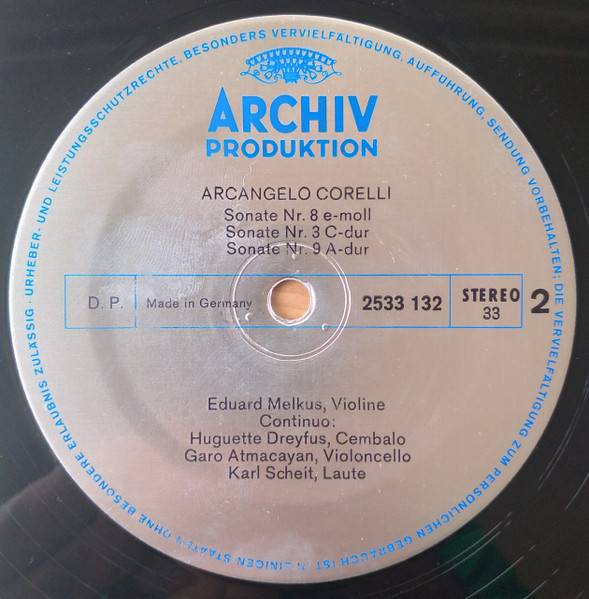 ARCHIV
PRODUKTION
ARCANGELO CORELLI
Sonate Nr. 8 e-moll
Sonate Nr. 3 C-dur
Sonate Nr. 9 A-dur
D. P. Made in Germany 2533 132 STEREO 33 2
Eduard Melkus, Violine
Continuo:
Huguette Dreyfus, Cembalo
Garo Atmacayan, Violoncello
Karl Scheit, Laute
URHEBER- UND LEISTUNGSSCHUTZRECHTE, BESONDERS VERVIELFÄLTIGUNG, AUFFÜHRUNG, SENDUNG VORBEHALTEN; DIE VERVIELFÄLTIGUNG ZUM PERSÖNLICHEN GEBRAUCH IST IN EINIGEN STAATEN OHNE BESONDERE ERLAUBNIS ZULÄSSIG ·